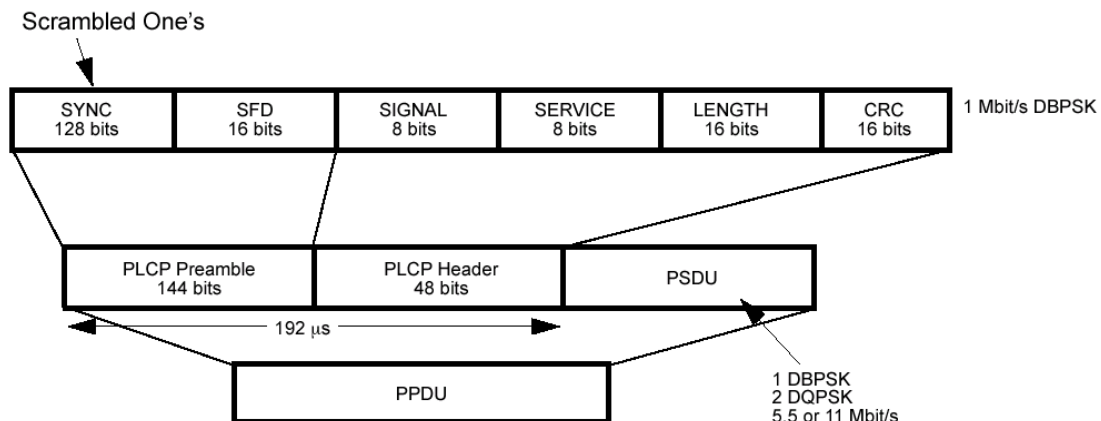 Scrambled One's
SYNC
128 bits
SFD
16 bits
SIGNAL
8 bits
SERVICE
8 bits
LENGTH
16 bits
CRC
16 bits
1 Mbit/s DBPSK
PLCP Preamble
144 bits
PLCP Header
48 bits
PSDU
192 μs
1 DBPSK
2 DQPSK
5.5 or 11 Mbit/s
PPDU